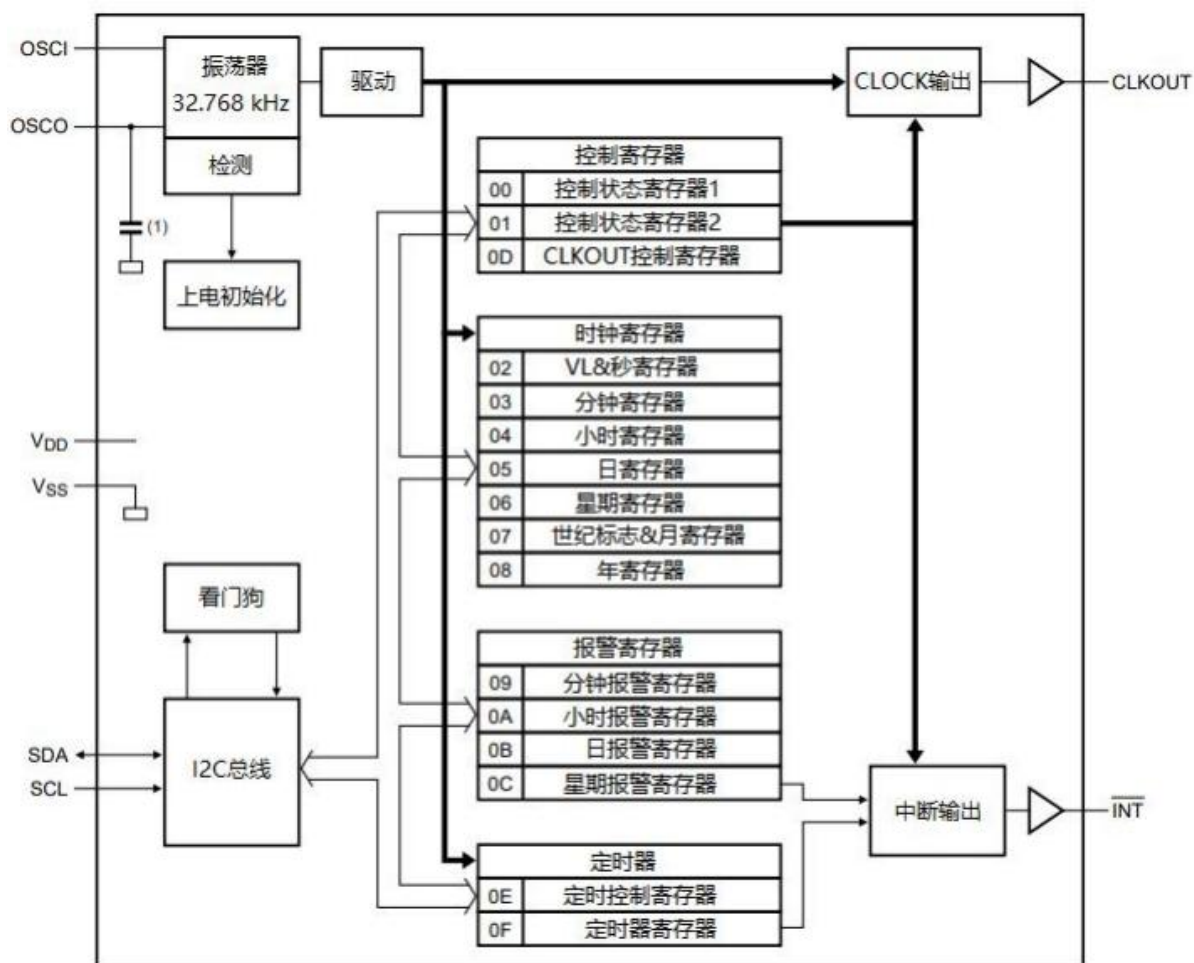 OSCI
OSCO
振荡器
32.768 kHz
检测
(1)
上电初始化
驱动
CLOCK输出
CLKOUT
控制寄存器
00 控制状态寄存器1
01 控制状态寄存器2
0D CLKOUT控制寄存器
时钟寄存器
02 VL&秒寄存器
03 分钟寄存器
04 小时寄存器
05 日寄存器
06 星期寄存器
07 世纪标志&月寄存器
08 年寄存器
VDD
VSS
看门狗
I2C总线
SDA
SCL
报警寄存器
09 分钟报警寄存器
0A 小时报警寄存器
0B 日报警寄存器
0C 星期报警寄存器
定时器
0E 定时控制寄存器
0F 定时器寄存器
中断输出
INT